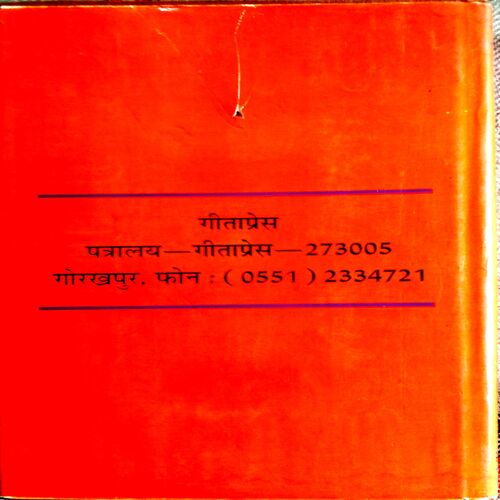 गीताप्रेस
पत्रालय—गीताप्रेस—273005
गोरखपुर. फोन : ( 0551 ) 2334721